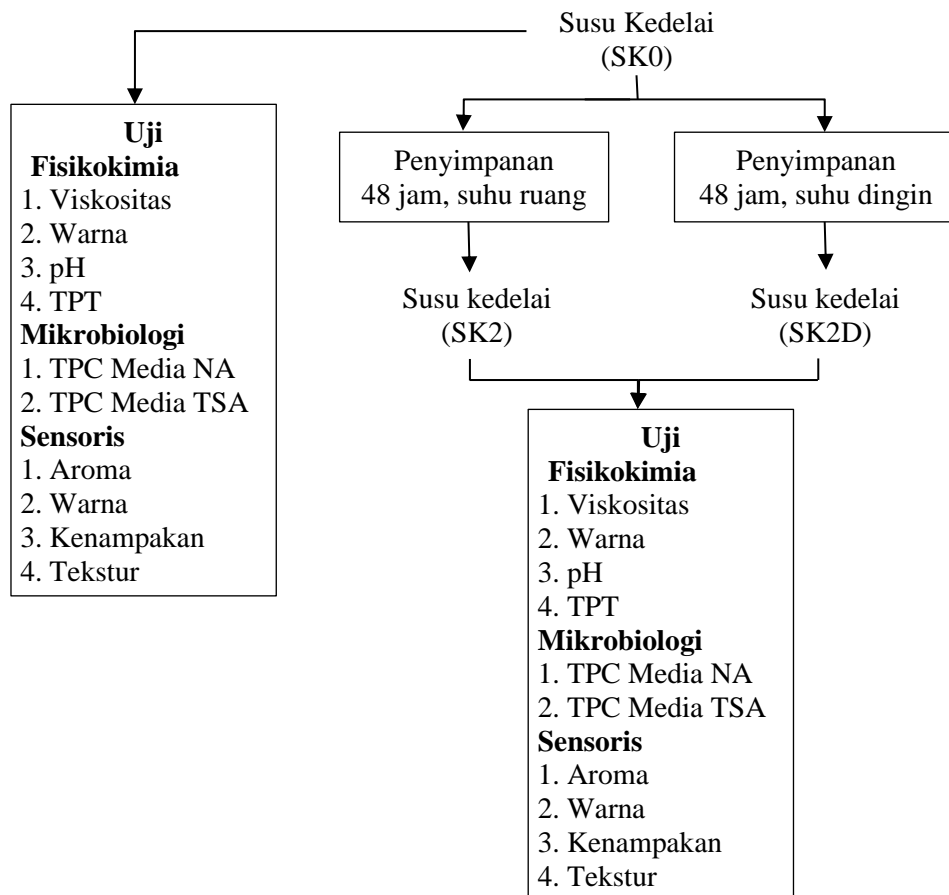 Susu Kedelai
(SK0)
Uji
Fisikokimia
1. Viskositas
2. Warna
3. pH
4. TPT
Mikrobiologi
1. TPC Media NA
2. TPC Media TSA
Sensoris
1. Aroma
2. Warna
3. Kenampakan
4. Tekstur
Penyimpanan
48 jam, suhu ruang
Penyimpanan
48 jam, suhu dingin
Susu kedelai
(SK2)
Susu kedelai
(SK2D)
Uji
Fisikokimia
1. Viskositas
2. Warna
3. pH
4. TPT
Mikrobiologi
1. TPC Media NA
2. TPC Media TSA
Sensoris
1. Aroma
2. Warna
3. Kenampakan
4. Tekstur